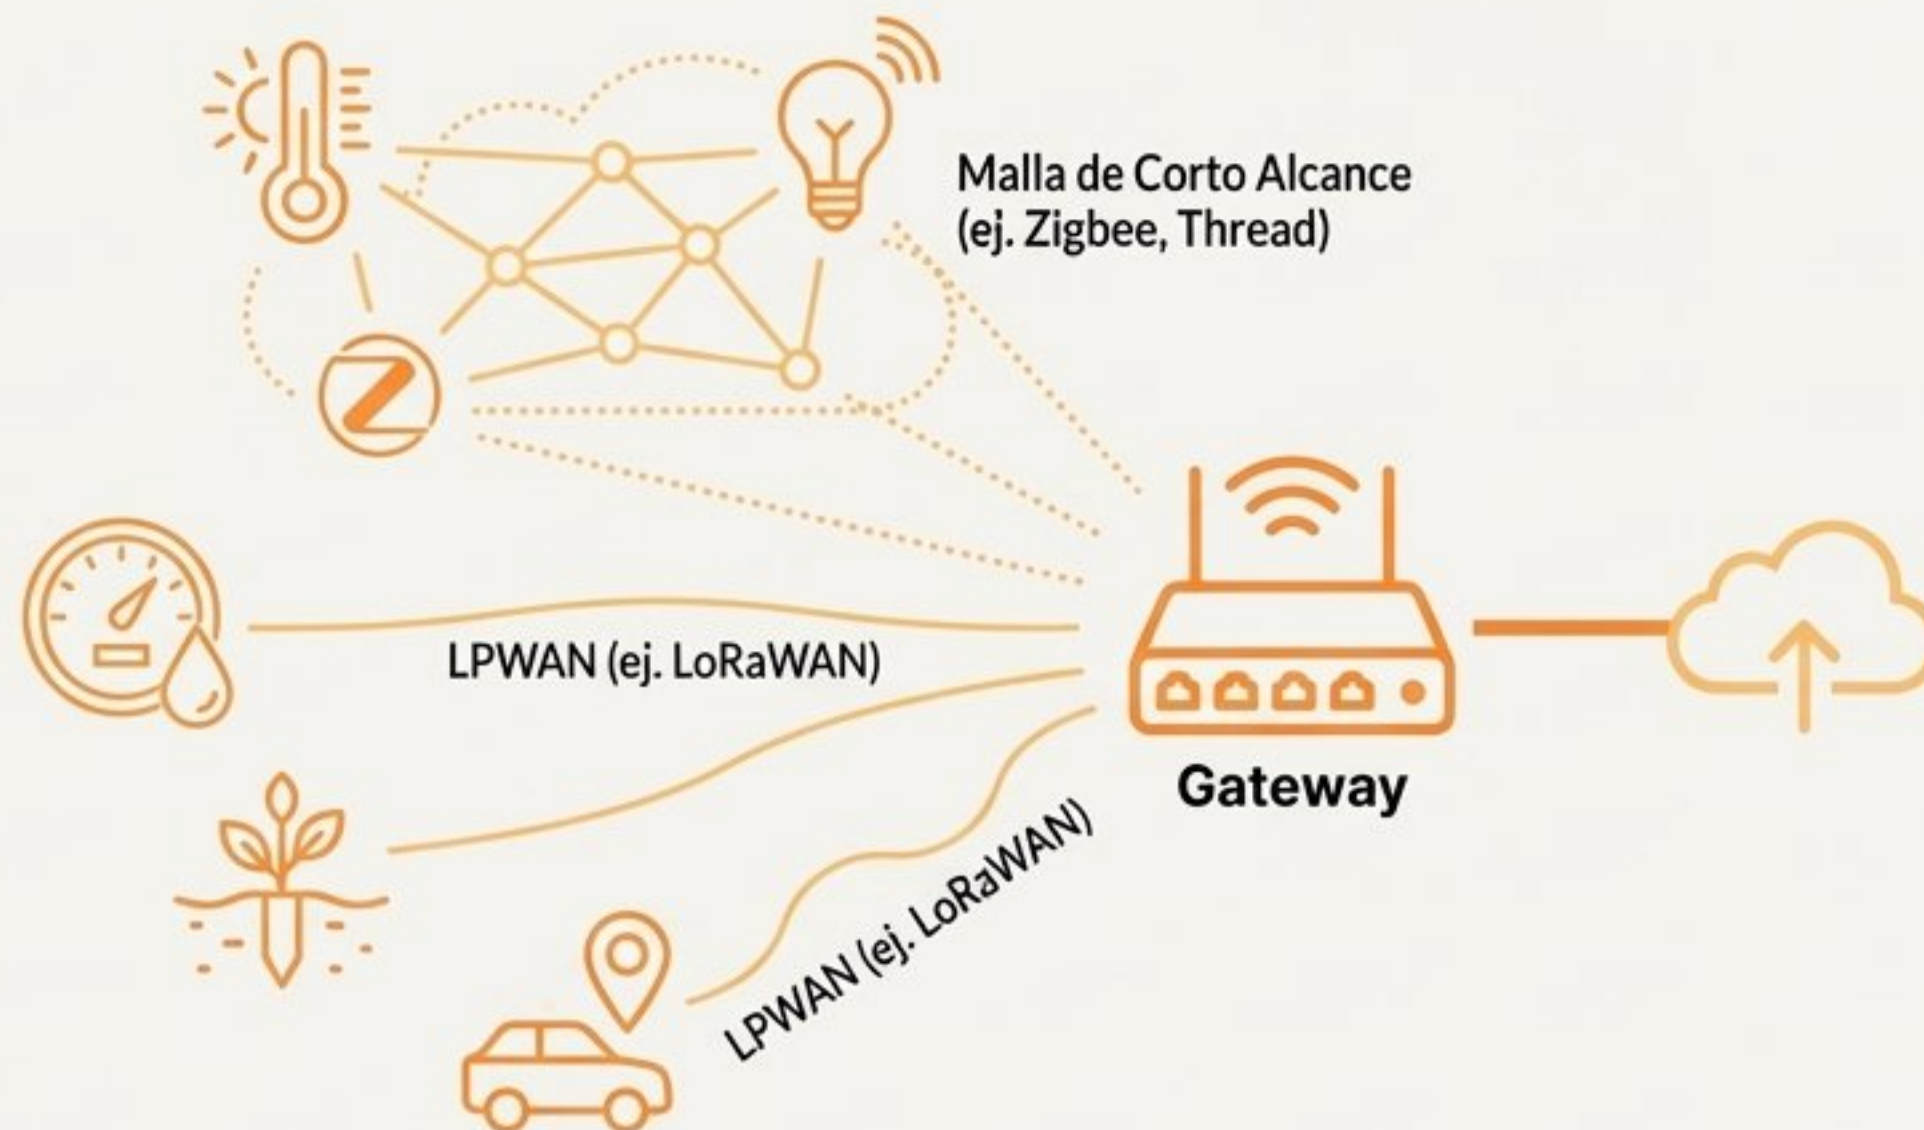 Malla de Corto Alcance
(ej. Zigbee, Thread)
LPWAN (ej. LoRaWAN)
Gateway
LPWAN (ej. LoRaWAN)